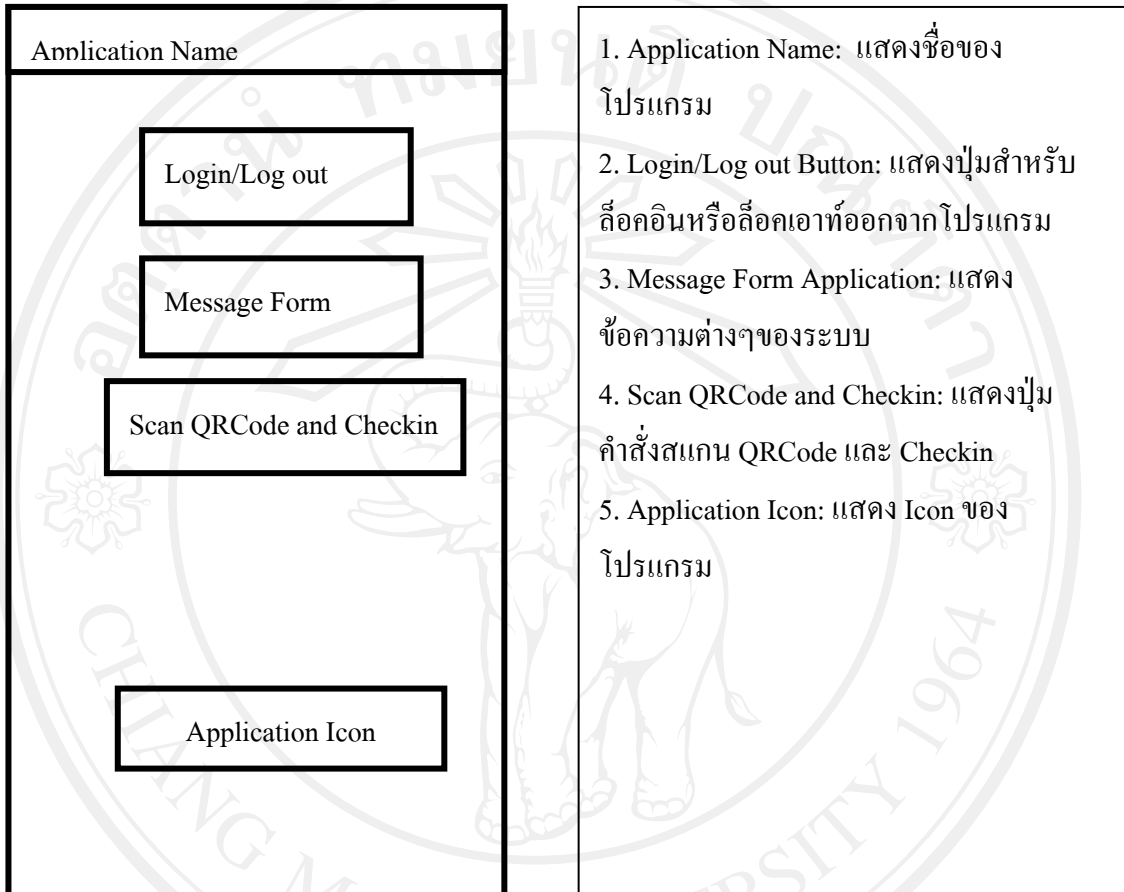 Application Name
Login/Log out
Message Form
Scan QRCode and Checkin
Application Icon
1. Application Name: แสดงชื่อของ
โปรแกรม
2. Login/Log out Button: แสดงปุ่มสำหรับ
ล็อคอินหรือล็อคเอาท์ออกจากโปรแกรม
3. Message Form Application: แสดง
ข้อความต่างๆของระบบ
4. Scan QRCode and Checkin: แสดงปุ่ม
คำสั่งสแกน QRCode และ Checkin
5. Application Icon: แสดง Icon ของ
โปรแกรม